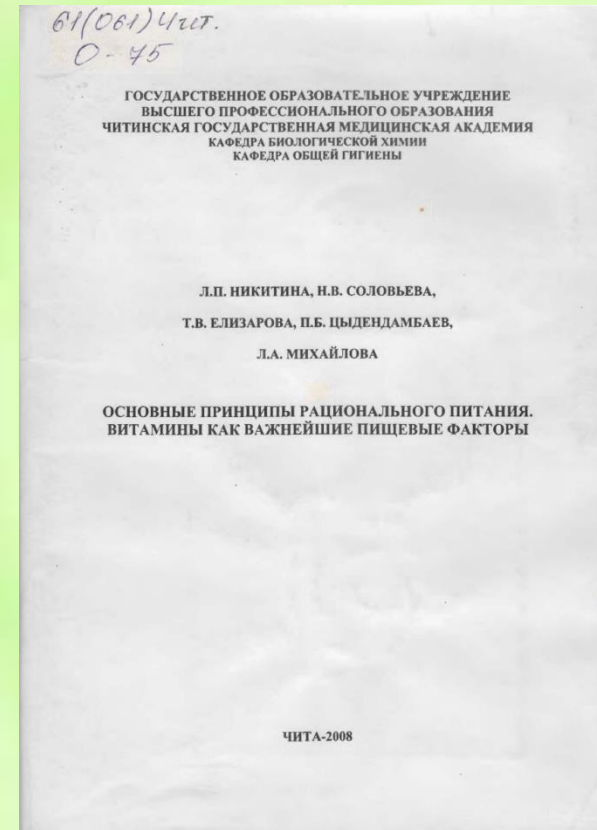 61(061)Чит.
О-75
ГОСУДАРСТВЕННОЕ ОБРАЗОВАТЕЛЬНОЕ УЧРЕЖДЕНИЕ
ВЫСШЕГО ПРОФЕССИОНАЛЬНОГО ОБРАЗОВАНИЯ
ЧИТИНСКАЯ ГОСУДАРСТВЕННАЯ МЕДИЦИНСКАЯ АКАДЕМИЯ
КАФЕДРА БИОЛОГИЧЕСКОЙ ХИМИИ
КАФЕДРА ОБЩЕЙ ГИГИЕНЫ
Л.П. НИКИТИНА, Н.В. СОЛОВЬЕВА,
Т.В. ЕЛИЗАРОВА, П.Б. ЦЫДЕНДАМБАЕВ,
Л.А. МИХАЙЛОВА
ОСНОВНЫЕ ПРИНЦИПЫ РАЦИОНАЛЬНОГО ПИТАНИЯ.
ВИТАМИНЫ КАК ВАЖНЕЙШИЕ ПИЩЕВЫЕ ФАКТОРЫ
ЧИТА-2008